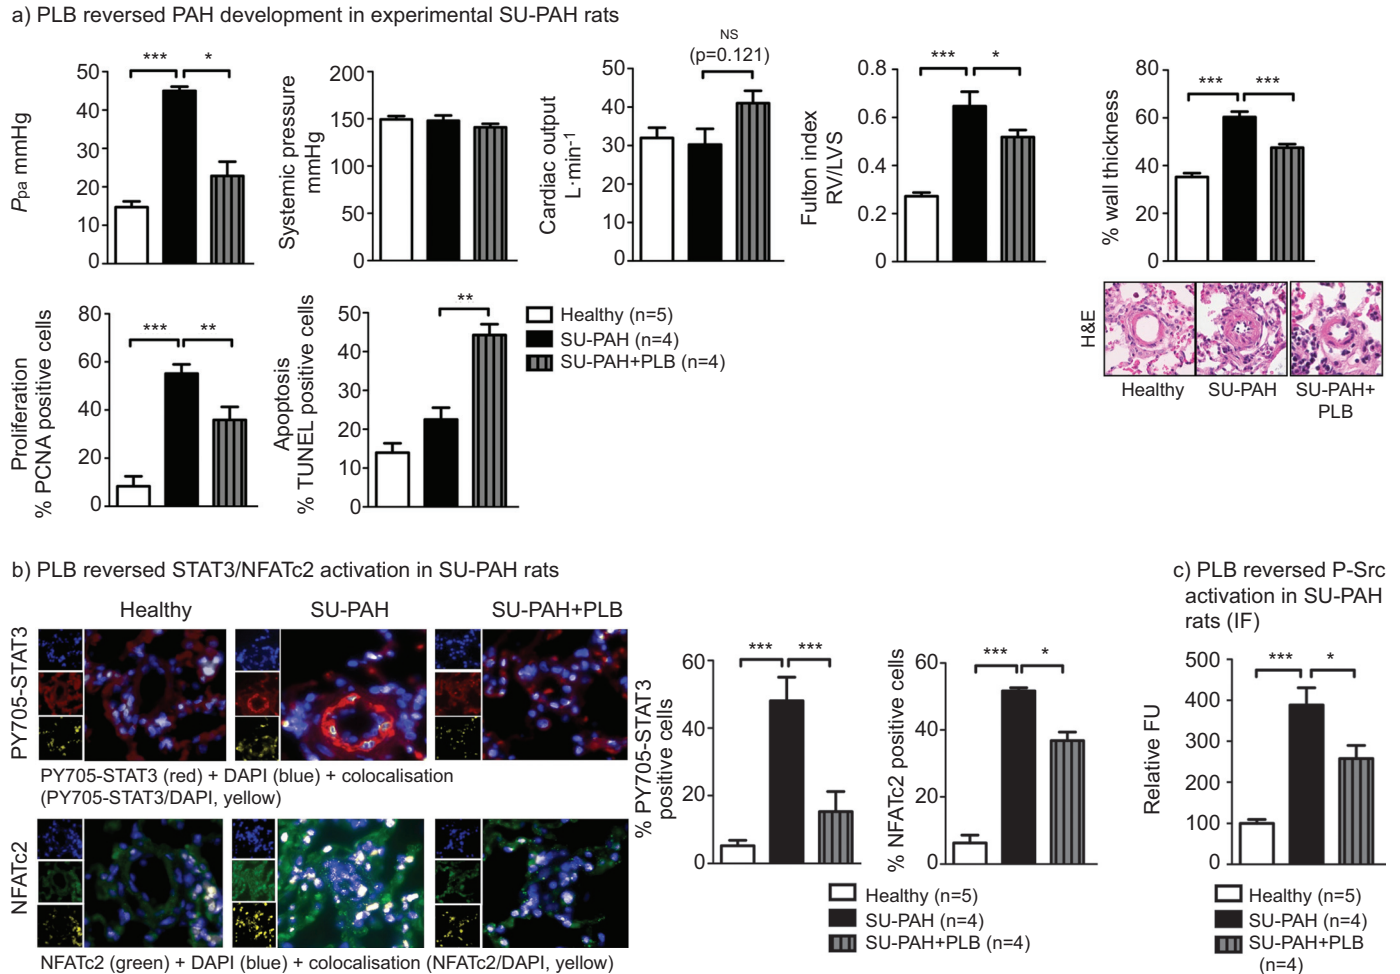 a) PLB reversed PAH development in experimental SU-PAH rats
Ppa mmHg
50
40
30
20
10
0
***
*
Systemic pressure
mmHg
200
150
100
50
0
Cardiac output
L·min-1
50
40
30
20
10
0
NS
(p=0.121)
Fulton index
RV/LVS
0.8
0.6
0.4
0.2
0
***
*
% wall thickness
80
60
40
20
0
***
***
H&E
Healthy
SU-PAH
SU-PAH+
PLB
Proliferation
% PCNA positive cells
80
60
40
20
0
***
**
Apoptosis
% TUNEL positive cells
50
40
30
20
10
0
**
Healthy (n=5)
SU-PAH (n=4)
SU-PAH+PLB (n=4)
b) PLB reversed STAT3/NFATc2 activation in SU-PAH rats
Healthy
SU-PAH
SU-PAH+PLB
PY705-STAT3
PY705-STAT3 (red) + DAPI (blue) + colocalisation
(PY705-STAT3/DAPI, yellow)
NFATc2
NFATc2 (green) + DAPI (blue) + colocalisation (NFATc2/DAPI, yellow)
% PY705-STAT3
positive cells
60
40
20
0
***
***
% NFATc2 positive cells
60
40
20
0
***
*
Healthy (n=5)
SU-PAH (n=4)
SU-PAH+PLB (n=4)
c) PLB reversed P-Src
activation in SU-PAH
rats (IF)
Relative FU
500
400
300
200
100
0
***
*
Healthy (n=5)
SU-PAH (n=4)
SU-PAH+PLB
(n=4)